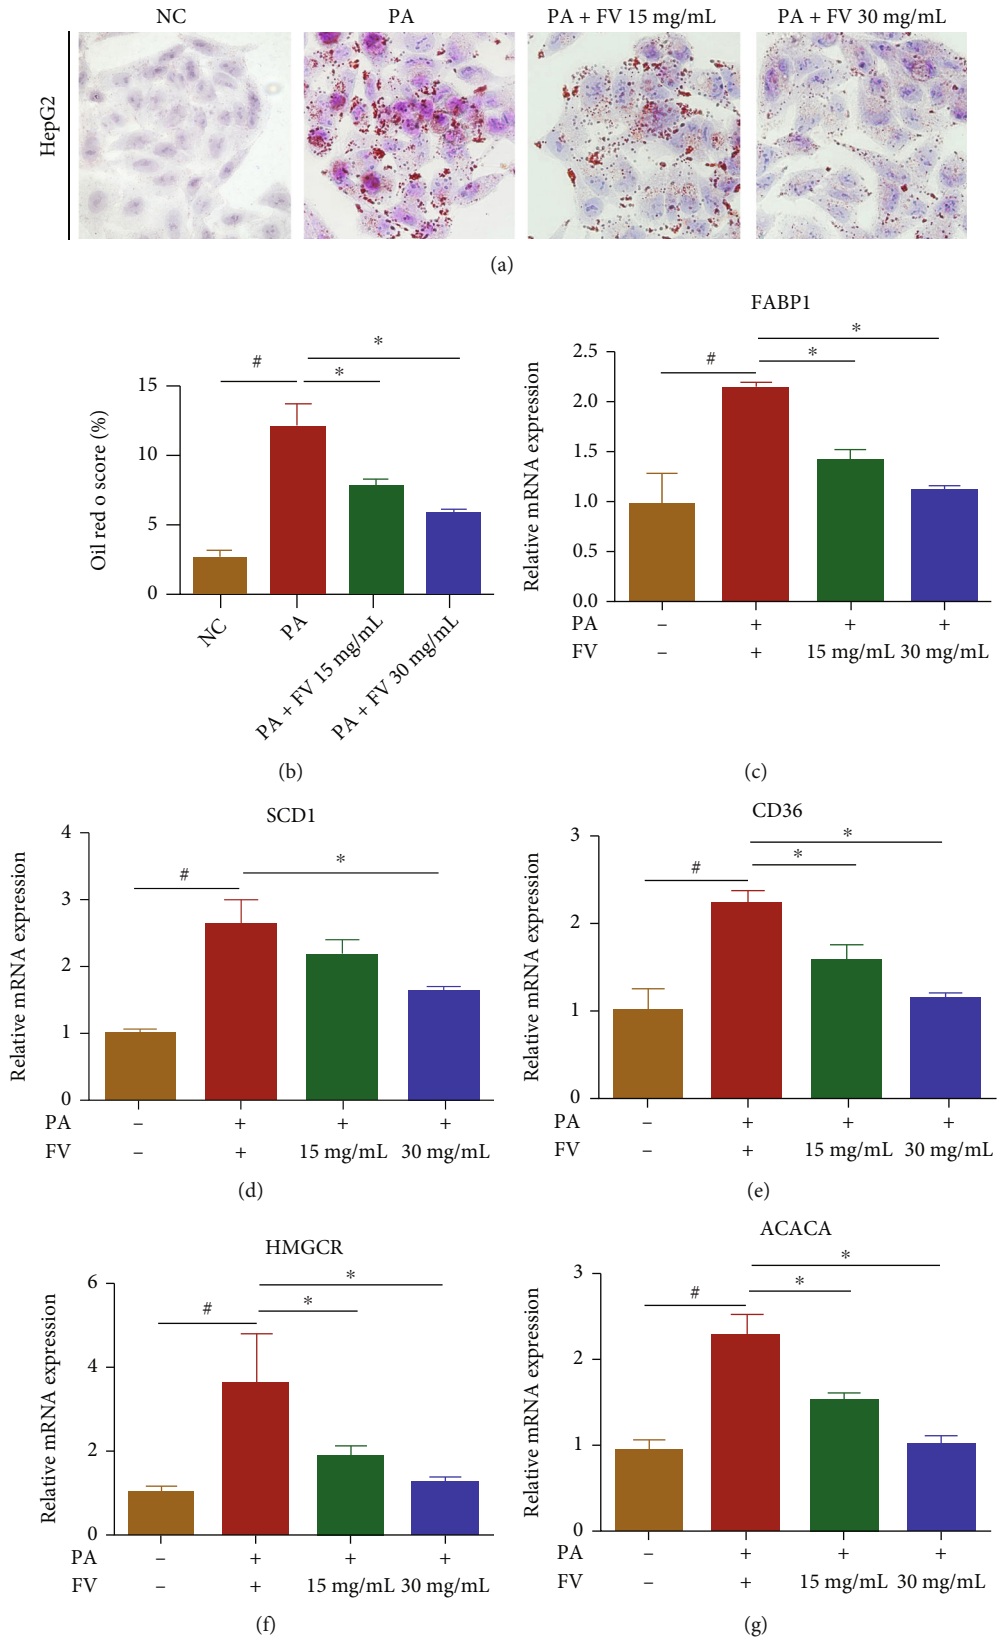 NC PA PA + FV 15 mg/mL PA + FV 30 mg/mL
HepG2
(a)
# * *
Oil red o score (%)
15
10
5
0
NC PA PA + FV 15 mg/mL PA + FV 30 mg/mL
(b)
FABP1
# * *
Relative mRNA expression
2.5
2.0
1.5
1.0
0.5
0.0
PA – + + +
FV – + 15 mg/mL 30 mg/mL
(c)
SCD1
# *
Relative mRNA expression
4
3
2
1
0
PA – + + +
FV – + 15 mg/mL 30 mg/mL
(d)
CD36
# * *
Relative mRNA expression
3
2
1
0
PA – + + +
FV – + 15 mg/mL 30 mg/mL
(e)
HMGCR
# * *
Relative mRNA expression
6
4
2
0
PA – + + +
FV – + 15 mg/mL 30 mg/mL
(f)
ACACA
# * *
Relative mRNA expression
3
2
1
0
PA – + + +
FV – + 15 mg/mL 30 mg/mL
(g)